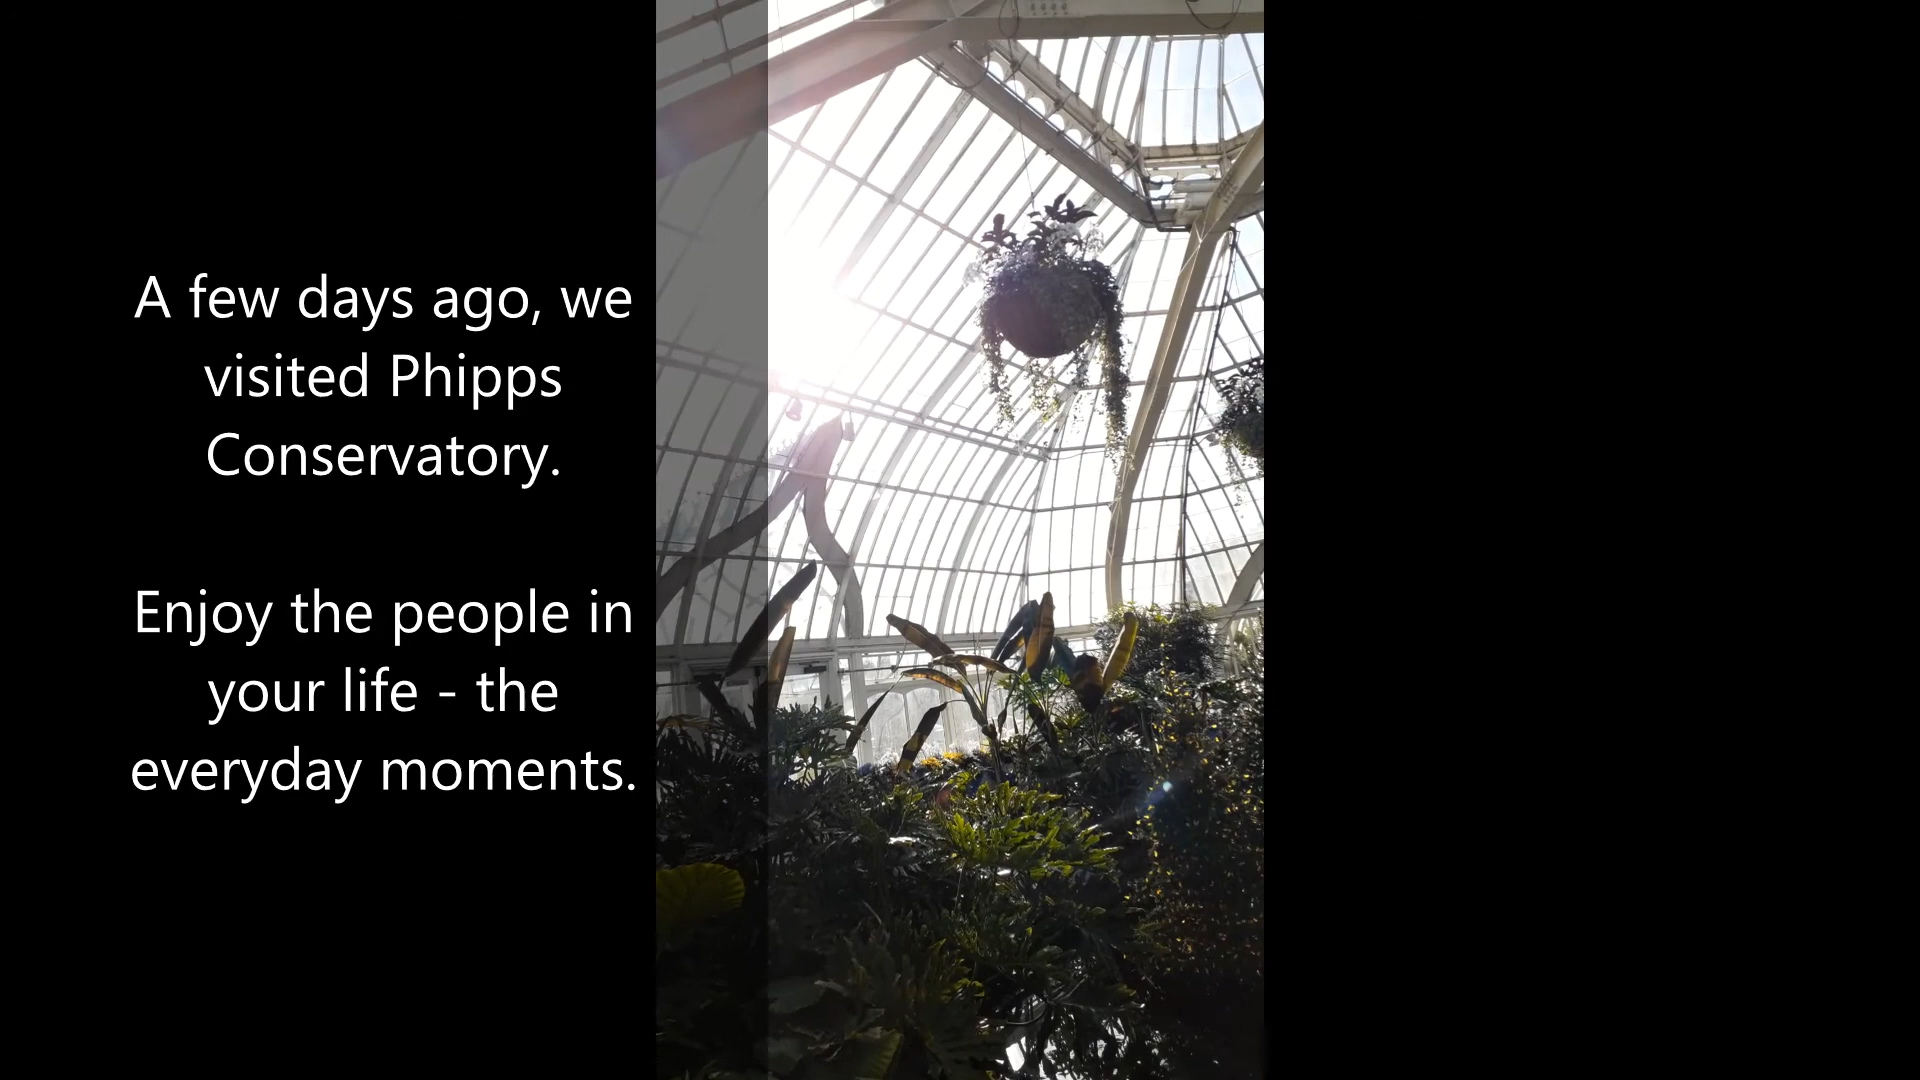 A few days ago, we
visited Phipps
Conservatory.
Enjoy the people in
your life - the
everyday moments.